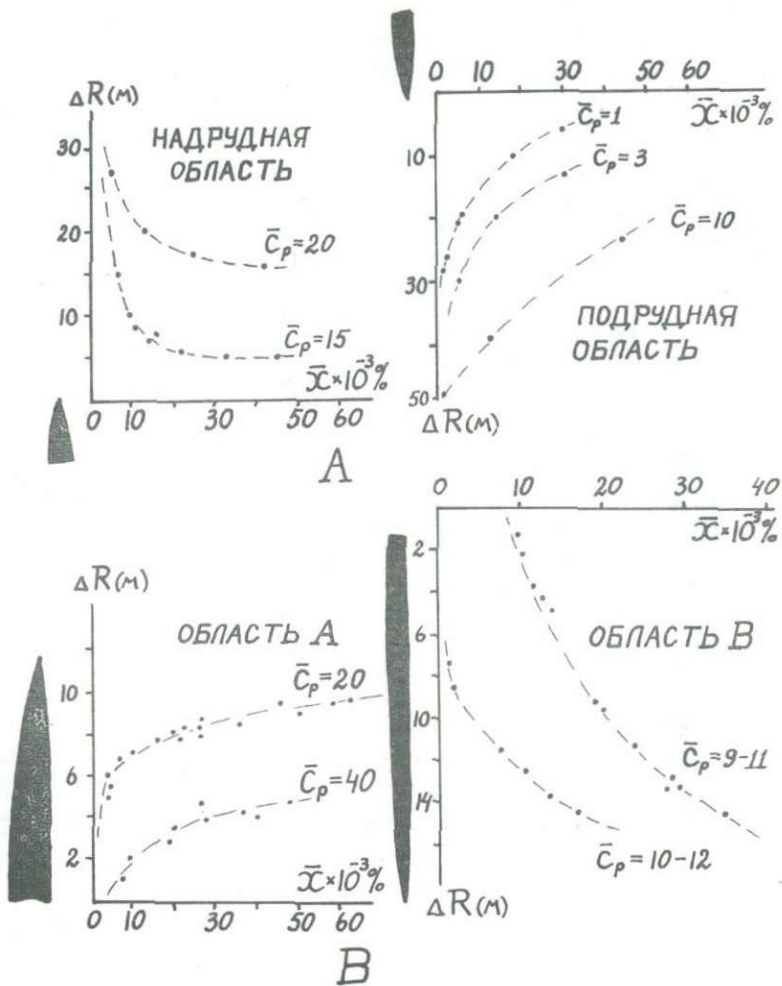 ΔR(м)
НАДРУДНАЯ
ОБЛАСТЬ
30
20
10
C̄p=20
C̄p=15
X̄×10⁻³%
0 10 30 50 60
0 10 30 50 60
X̄×10⁻³%
C̄p=1
C̄p=3
C̄p=10
10
30
50
ПОДРУДНАЯ
ОБЛАСТЬ
ΔR(м)
A
ΔR(м)
ОБЛАСТЬ A
C̄p=20
C̄p=40
10
6
2
X̄×10⁻³%
0 10 30 50 60
0 10 20 30 40
X̄×10⁻³%
2
6
10
14
ОБЛАСТЬ B
C̄p=9-11
C̄p=10-12
ΔR(м)
B